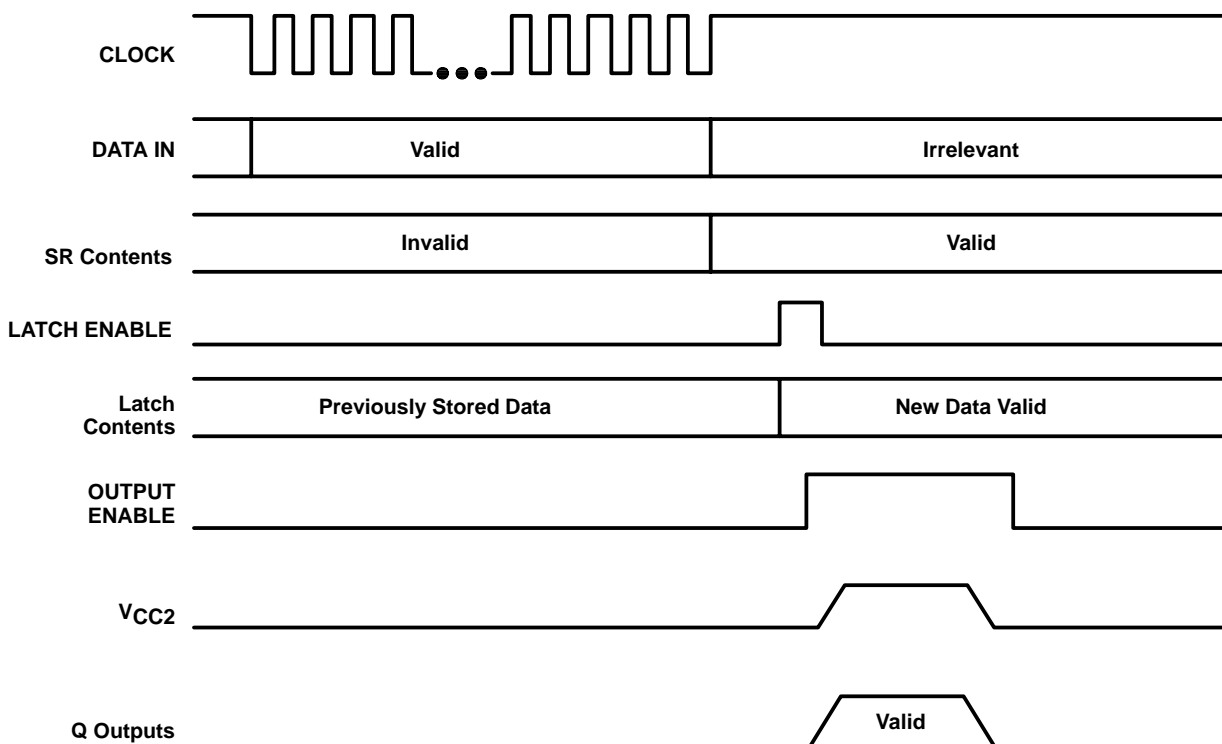 CLOCK
DATA IN
Valid
Irrelevant
SR Contents
Invalid
Valid
LATCH ENABLE
Latch
Contents
Previously Stored Data
New Data Valid
OUTPUT
ENABLE
VCC2
Q Outputs
Valid